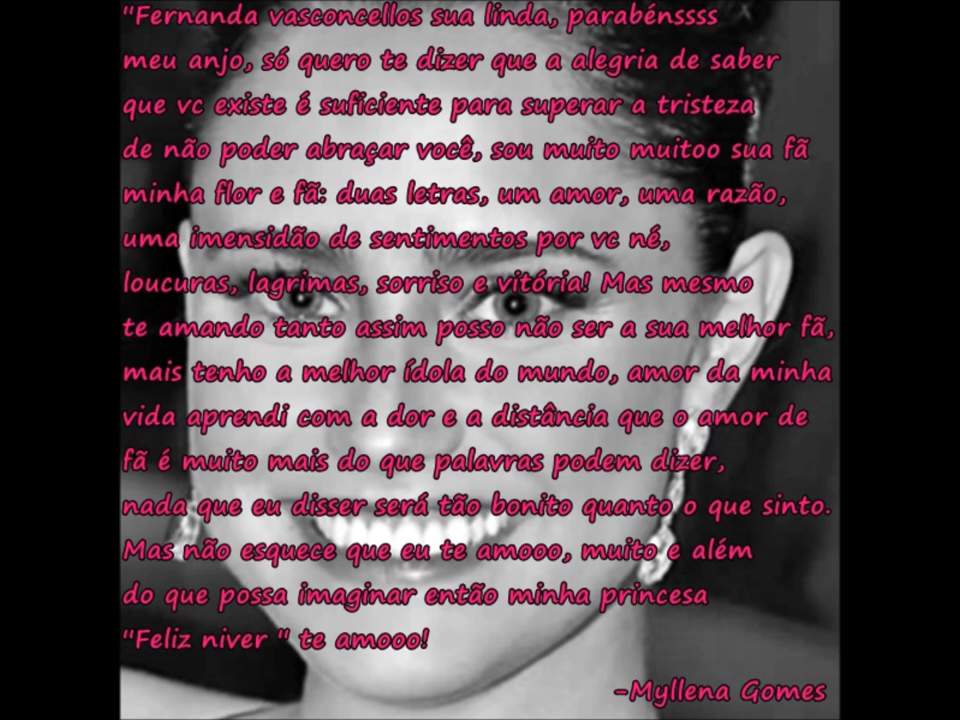 "Fernanda vasconcellos sua linda, parabénssss
meu anjo, só quero te dizer que a alegria de saber
que vc existe é suficiente para superar a tristeza
de não poder abraçar você, sou muito muitoo sua fã
minha flor e fã: duas letras, um amor, uma razão,
uma imensidão de sentimentos por vc né,
loucuras, lagrimas, sorriso e vitória! Mas mesmo
te amando tanto assim posso não ser a sua melhor fã,
mais tenho a melhor ídola do mundo, amor da minha
vida aprendi com a dor e a distância que o amor de
fã é muito mais do que palavras podem dizer,
nada que eu disser será tão bonito quanto o que sinto.
Mas não esquece que eu te amooo, muito e além
do que possa imaginar então minha princesa
"Feliz niver " te amooo!
-Myllena Gomes